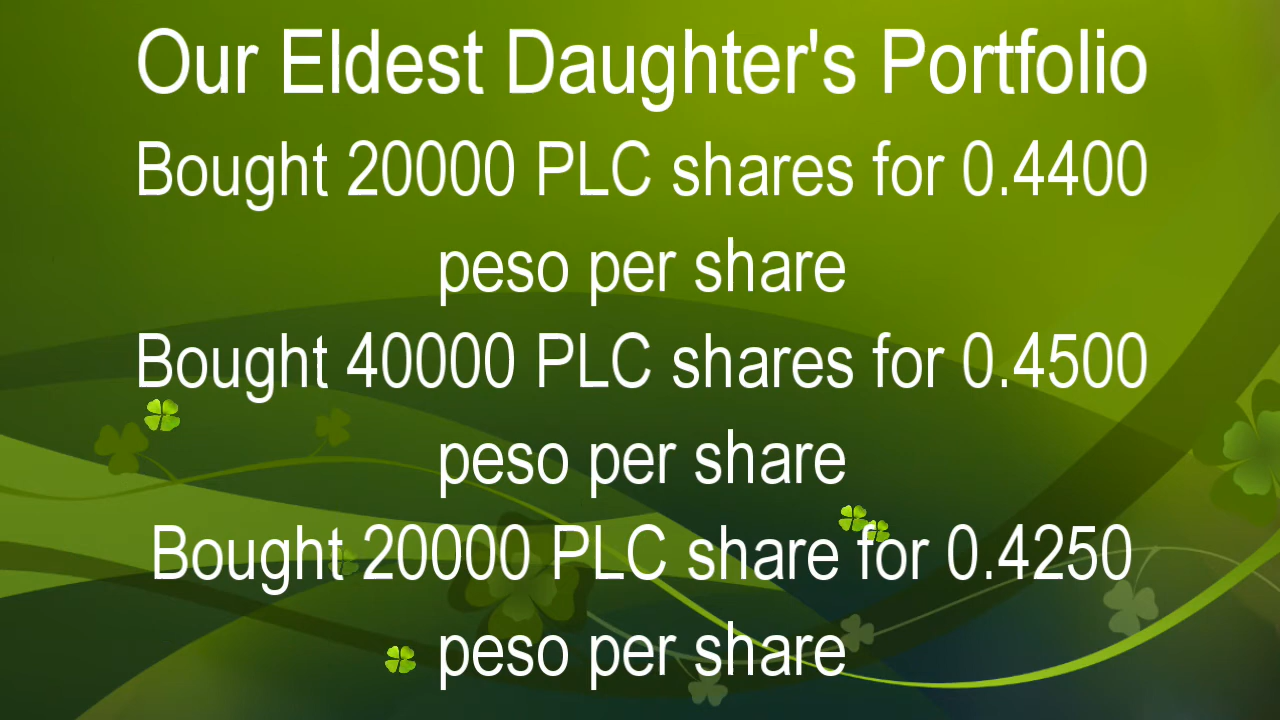 Our Eldest Daughter's Portfolio
Bought 20000 PLC shares for 0.4400
peso per share
Bought 40000 PLC shares for 0.4500
peso per share
Bought 20000 PLC share for 0.4250
peso per share